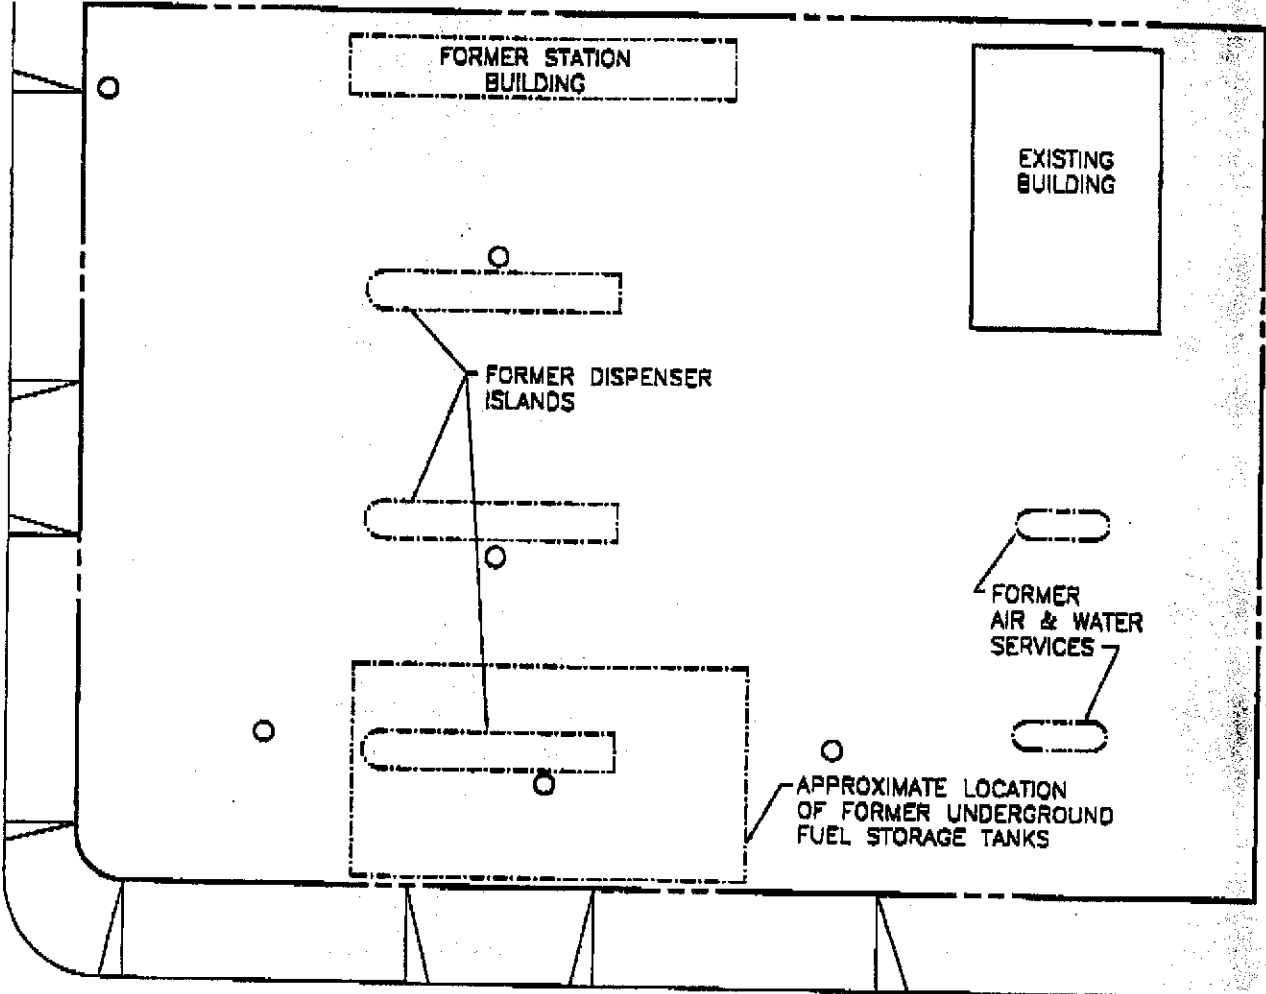 FORMER STATION
BUILDING
EXISTING
BUILDING
FORMER DISPENSER
ISLANDS
FORMER
AIR & WATER
SERVICES
APPROXIMATE LOCATION
OF FORMER UNDERGROUND
FUEL STORAGE TANKS